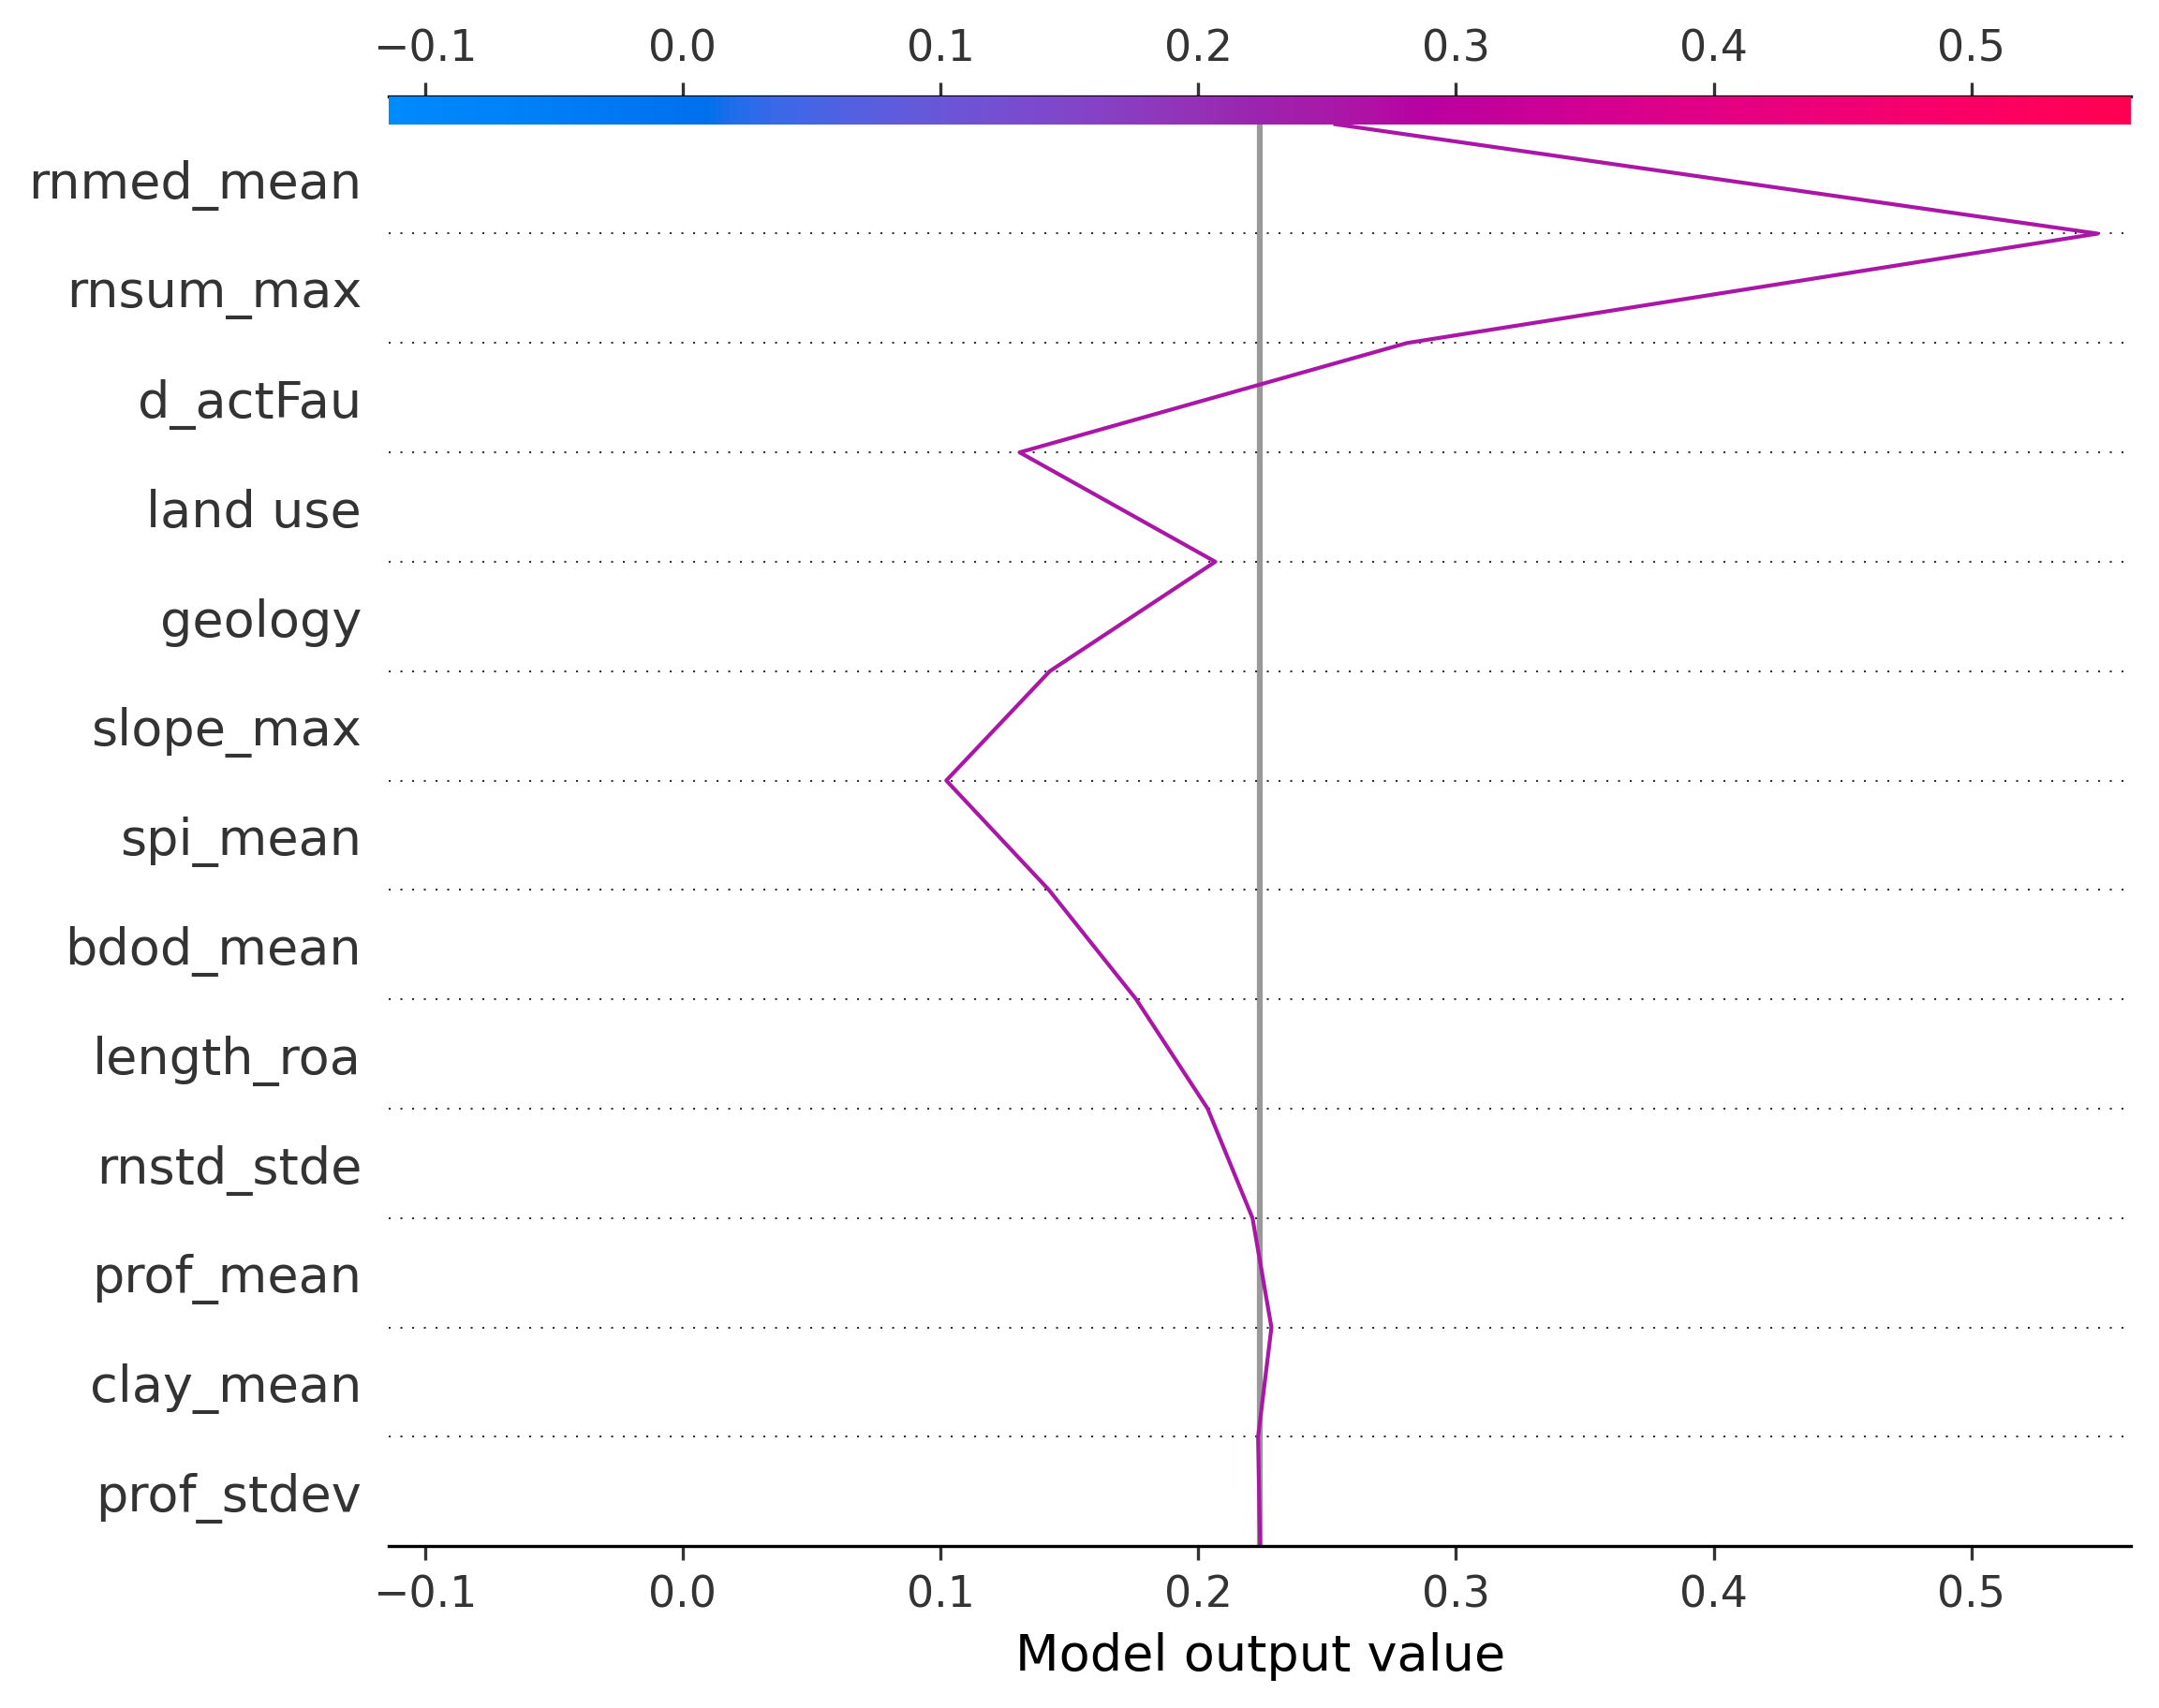 −0.1 0.0 0.1 0.2 0.3 0.4 0.5
rnmed_mean
rnsum_max
d_actFau
land use
geology
slope_max
spi_mean
bdod_mean
length_roa
rnstd_stde
prof_mean
clay_mean
prof_stdev
−0.1 0.0 0.1 0.2 0.3 0.4 0.5
Model output value